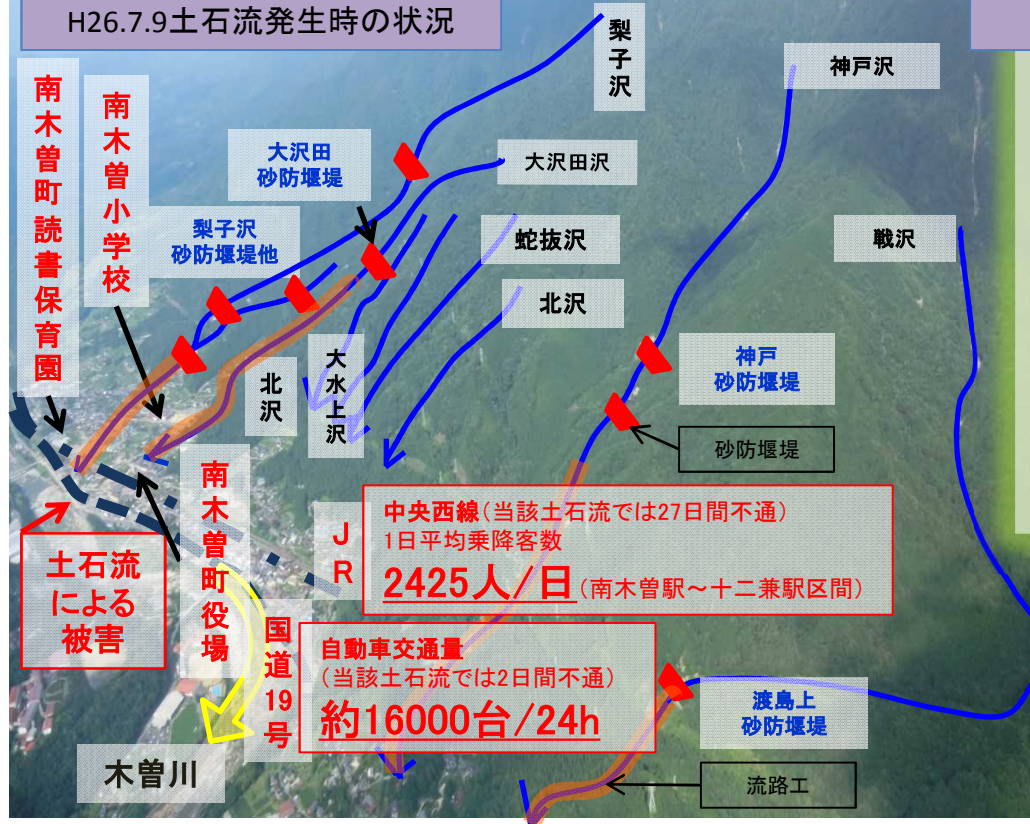 H26.7.9土石流発生時の状況
梨子沢
神戸沢
南木曽町読書保育園
南木曽小学校
大沢田
砂防堰堤
大沢田沢
梨子沢
砂防堰堤他
蛇抜沢
戦沢
北沢
大水上沢
北沢
神戸
砂防堰堤
砂防堰堤
南木曽町役場
JR
中央西線(当該土石流では27日間不通)
1日平均乗降客数
2425人/日(南木曽駅~十二兼駅区間)
土石流
による
被害
国道19号
自動車交通量
(当該土石流では2日間不通)
約16000台/24h
渡島上
砂防堰堤
木曽川
流路工